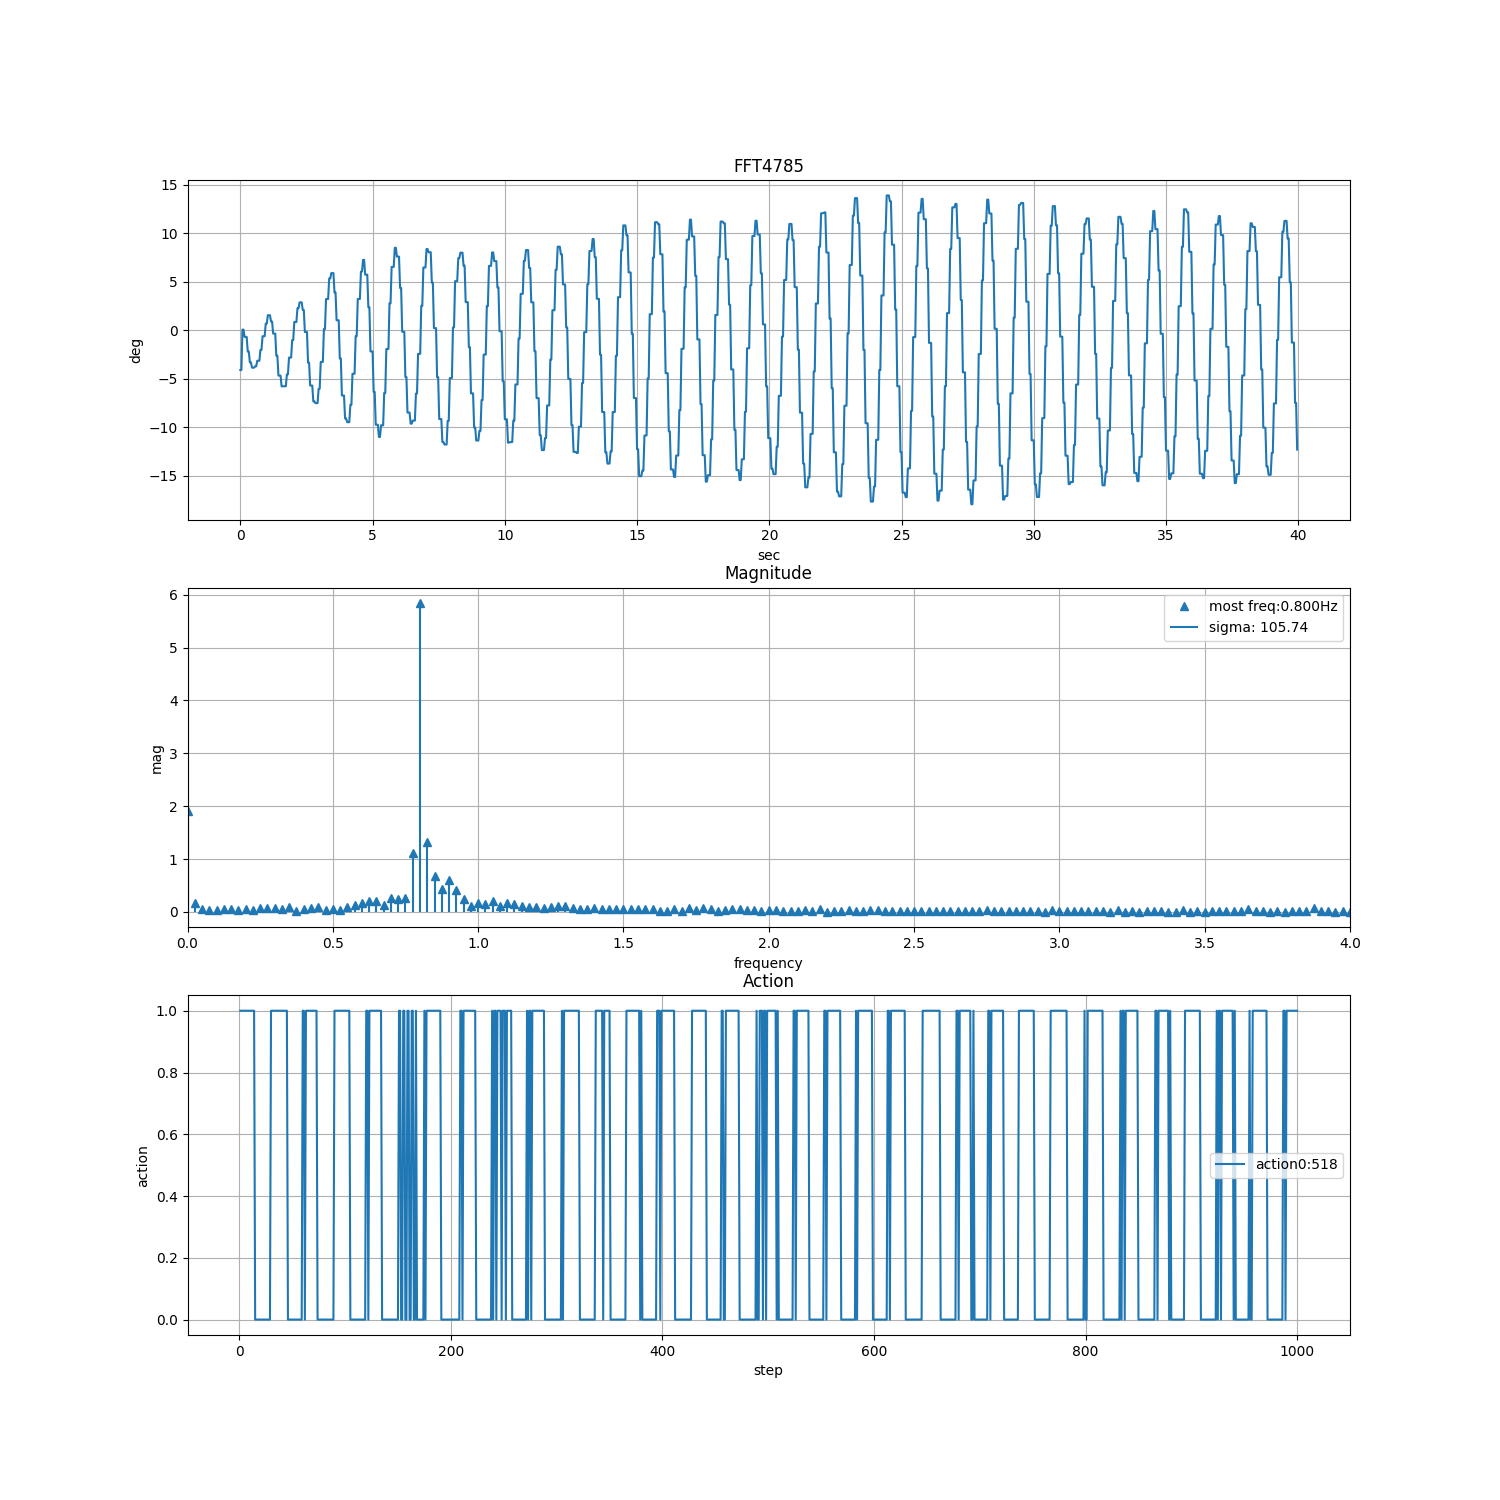 FFT4785
15
10
5
0
−5
−10
−15
deg
0 5 10 15 20 25 30 35 40
sec
Magnitude
6
5
4
3
2
1
0
mag
most freq:0.800Hz
sigma: 105.74
0.0 0.5 1.0 1.5 2.0 2.5 3.0 3.5 4.0
frequency
Action
1.0
0.8
0.6
0.4
0.2
0.0
action
action0:518
0 200 400 600 800 1000
step